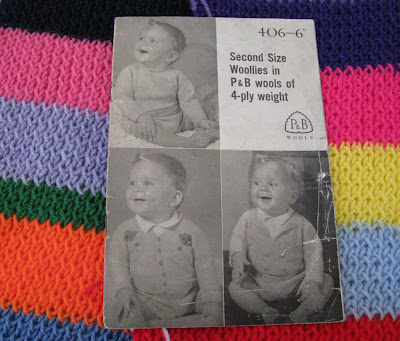 406-6ᴰ
Second Size
Woollies in
P&B wools of
4-ply weight
P&B
WOOLS